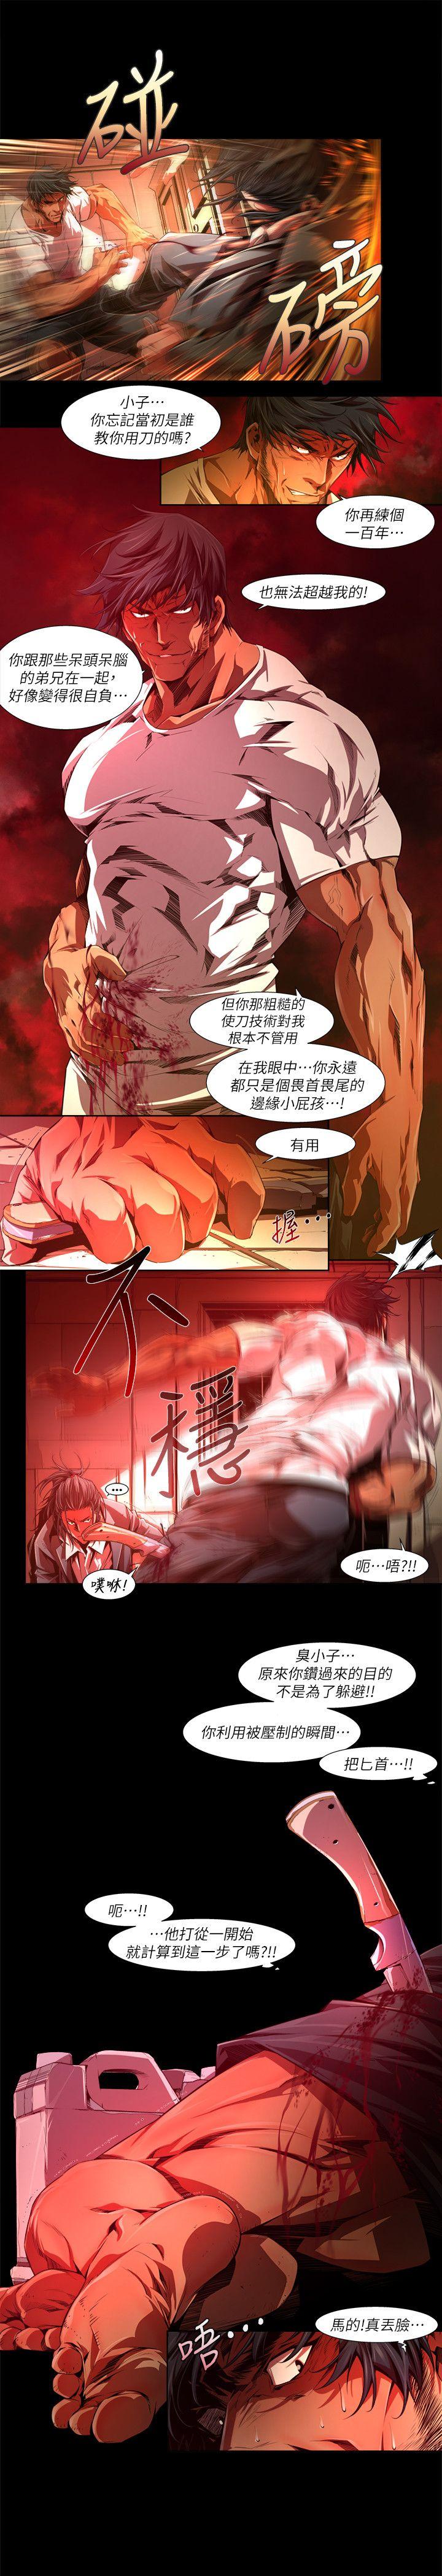 碰
磅
小子⋯
你忘記當初是誰
教你用刀的嗎?
你再練個
一百年⋯
也無法超越我的!
你跟那些呆頭呆腦
的弟兄在一起,
好像變得很自負⋯
但你那粗糙的
使刀技術對我
根本不管用
在我眼中⋯你永遠
都只是個畏首畏尾的
邊緣小屁孩⋯!
有用
握⋯
不
穩
⋯
噗咻!
呃⋯唔?!!
臭小子⋯
原來你鑽過來的目的
不是為了躲避!!
你利用被壓制的瞬間⋯
把匕首⋯!!
呃⋯!!
⋯他打從一開始
就計算到這一步了嗎?!!
唔⋯
馬的!真丟臉⋯